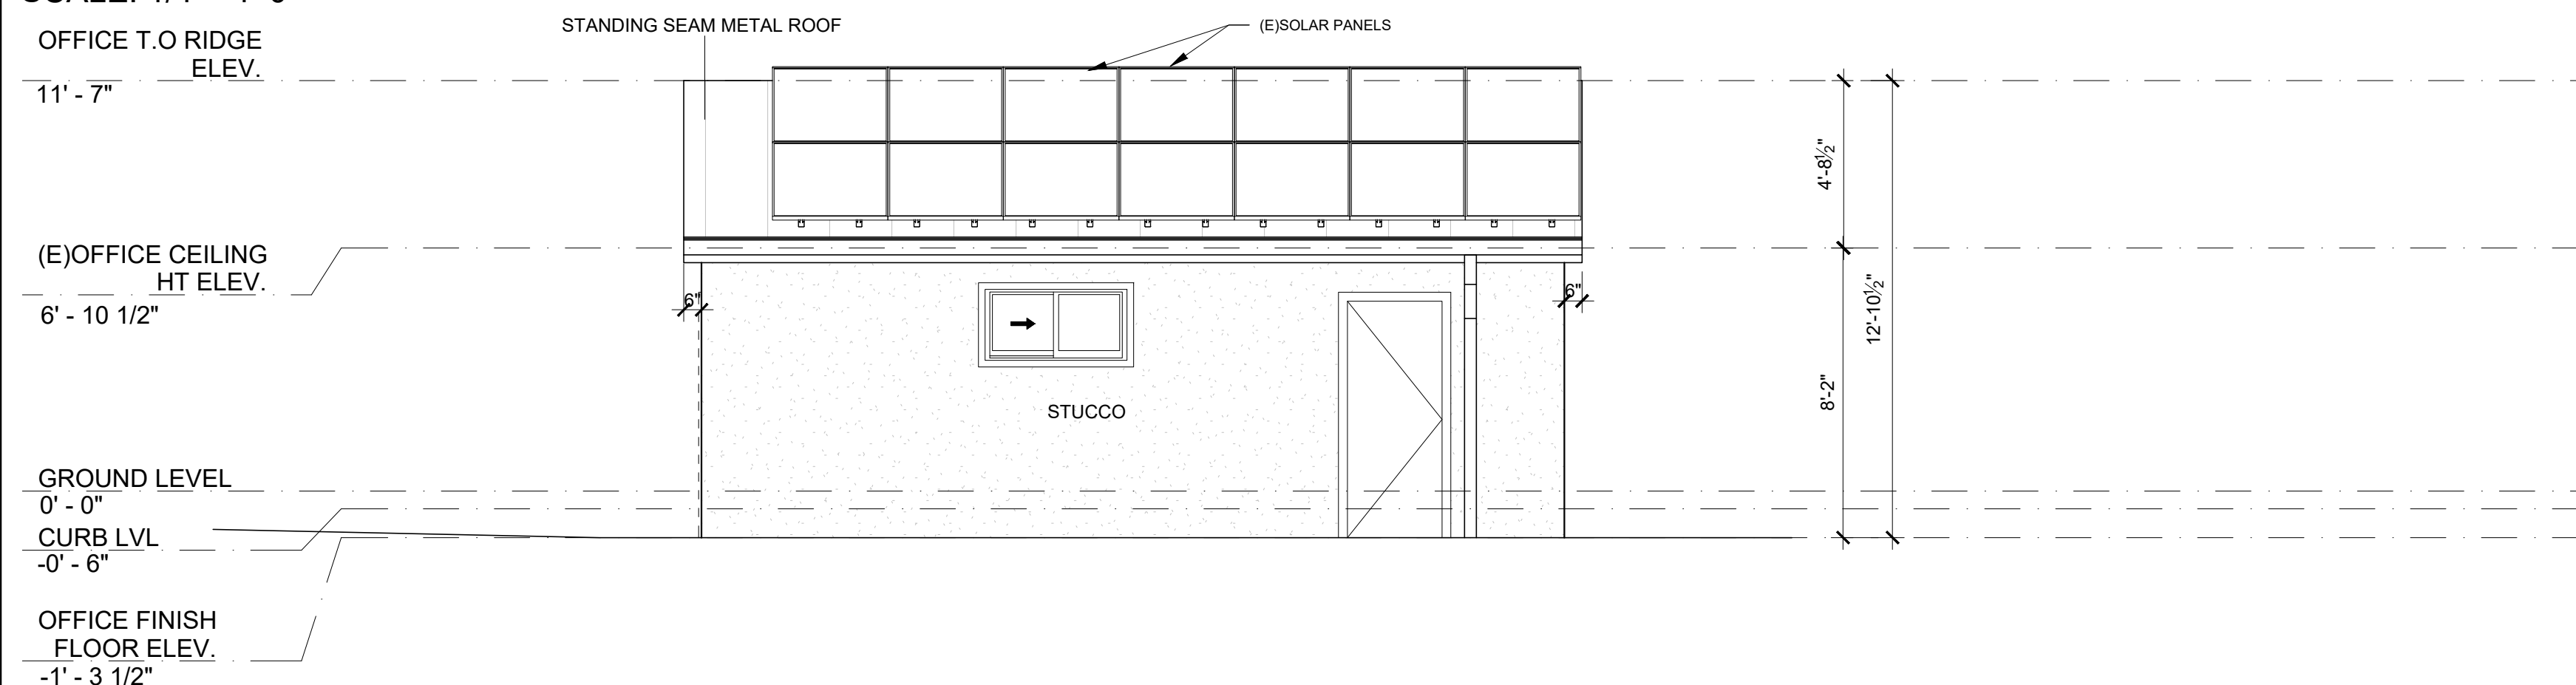 STANDING SEAM METAL ROOF
(E)SOLAR PANELS
OFFICE T.O RIDGE
ELEV.
11' - 7"
4'-8½"
(E)OFFICE CEILING
HT ELEV.
6' - 10 1/2"
6"
6"
12'-10½"
8'-2"
STUCCO
GROUND LEVEL
0' - 0"
CURB LVL
-0' - 6"
OFFICE FINISH
FLOOR ELEV.
-1' - 3 1/2"